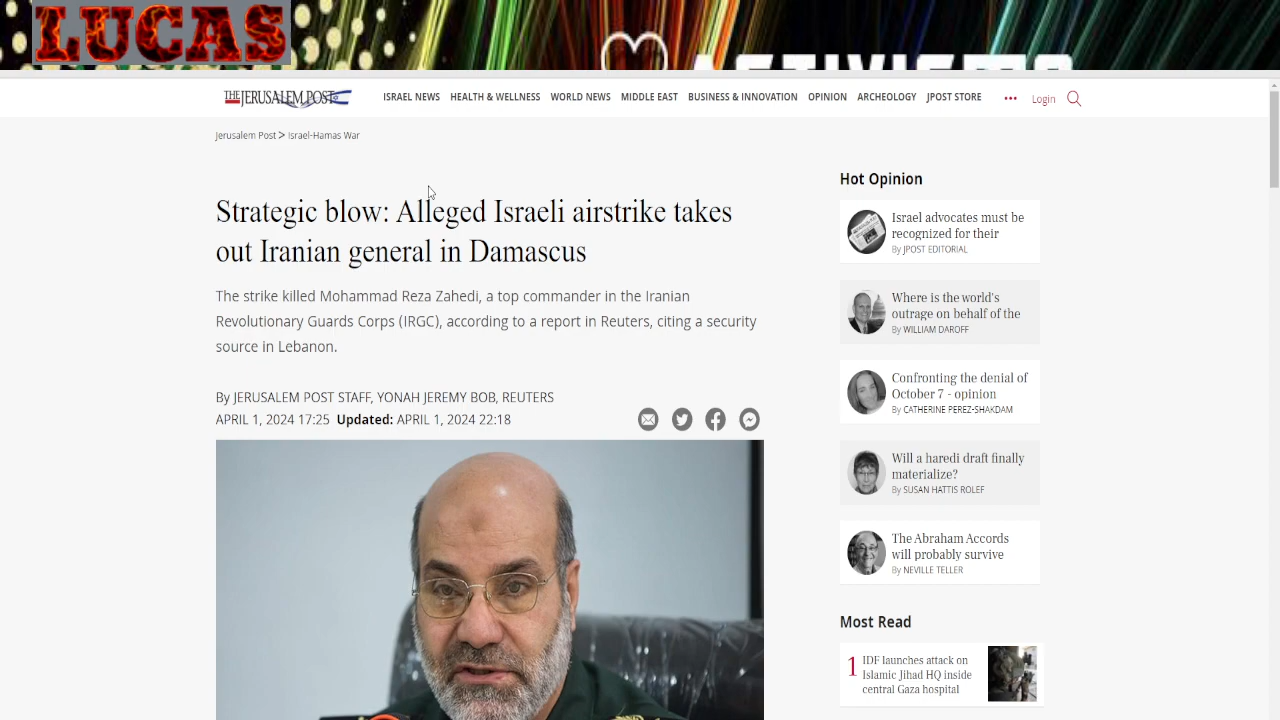 LUCAS
ACTIVISMO
THE JERUSALEM POST
ISRAEL NEWS HEALTH & WELLNESS WORLD NEWS MIDDLE EAST BUSINESS & INNOVATION OPINION ARCHEOLOGY JPOST STORE ••• Login
Jerusalem Post > Israel-Hamas War
Strategic blow: Alleged Israeli airstrike takes
out Iranian general in Damascus
The strike killed Mohammad Reza Zahedi, a top commander in the Iranian
Revolutionary Guards Corps (IRGC), according to a report in Reuters, citing a security
source in Lebanon.
By JERUSALEM POST STAFF, YONAH JEREMY BOB, REUTERS
APRIL 1, 2024 17:25 Updated: APRIL 1, 2024 22:18
Hot Opinion
Israel advocates must be
recognized for their
By JPOST EDITORIAL
Where is the world's
outrage on behalf of the
By WILLIAM DAROFF
Confronting the denial of
October 7 - opinion
By CATHERINE PEREZ-SHAKDAM
Will a haredi draft finally
materialize?
By SUSAN HATTIS ROLEF
The Abraham Accords
will probably survive
By NEVILLE TELLER
Most Read
1 IDF launches attack on
Islamic Jihad HQ inside
central Gaza hospital